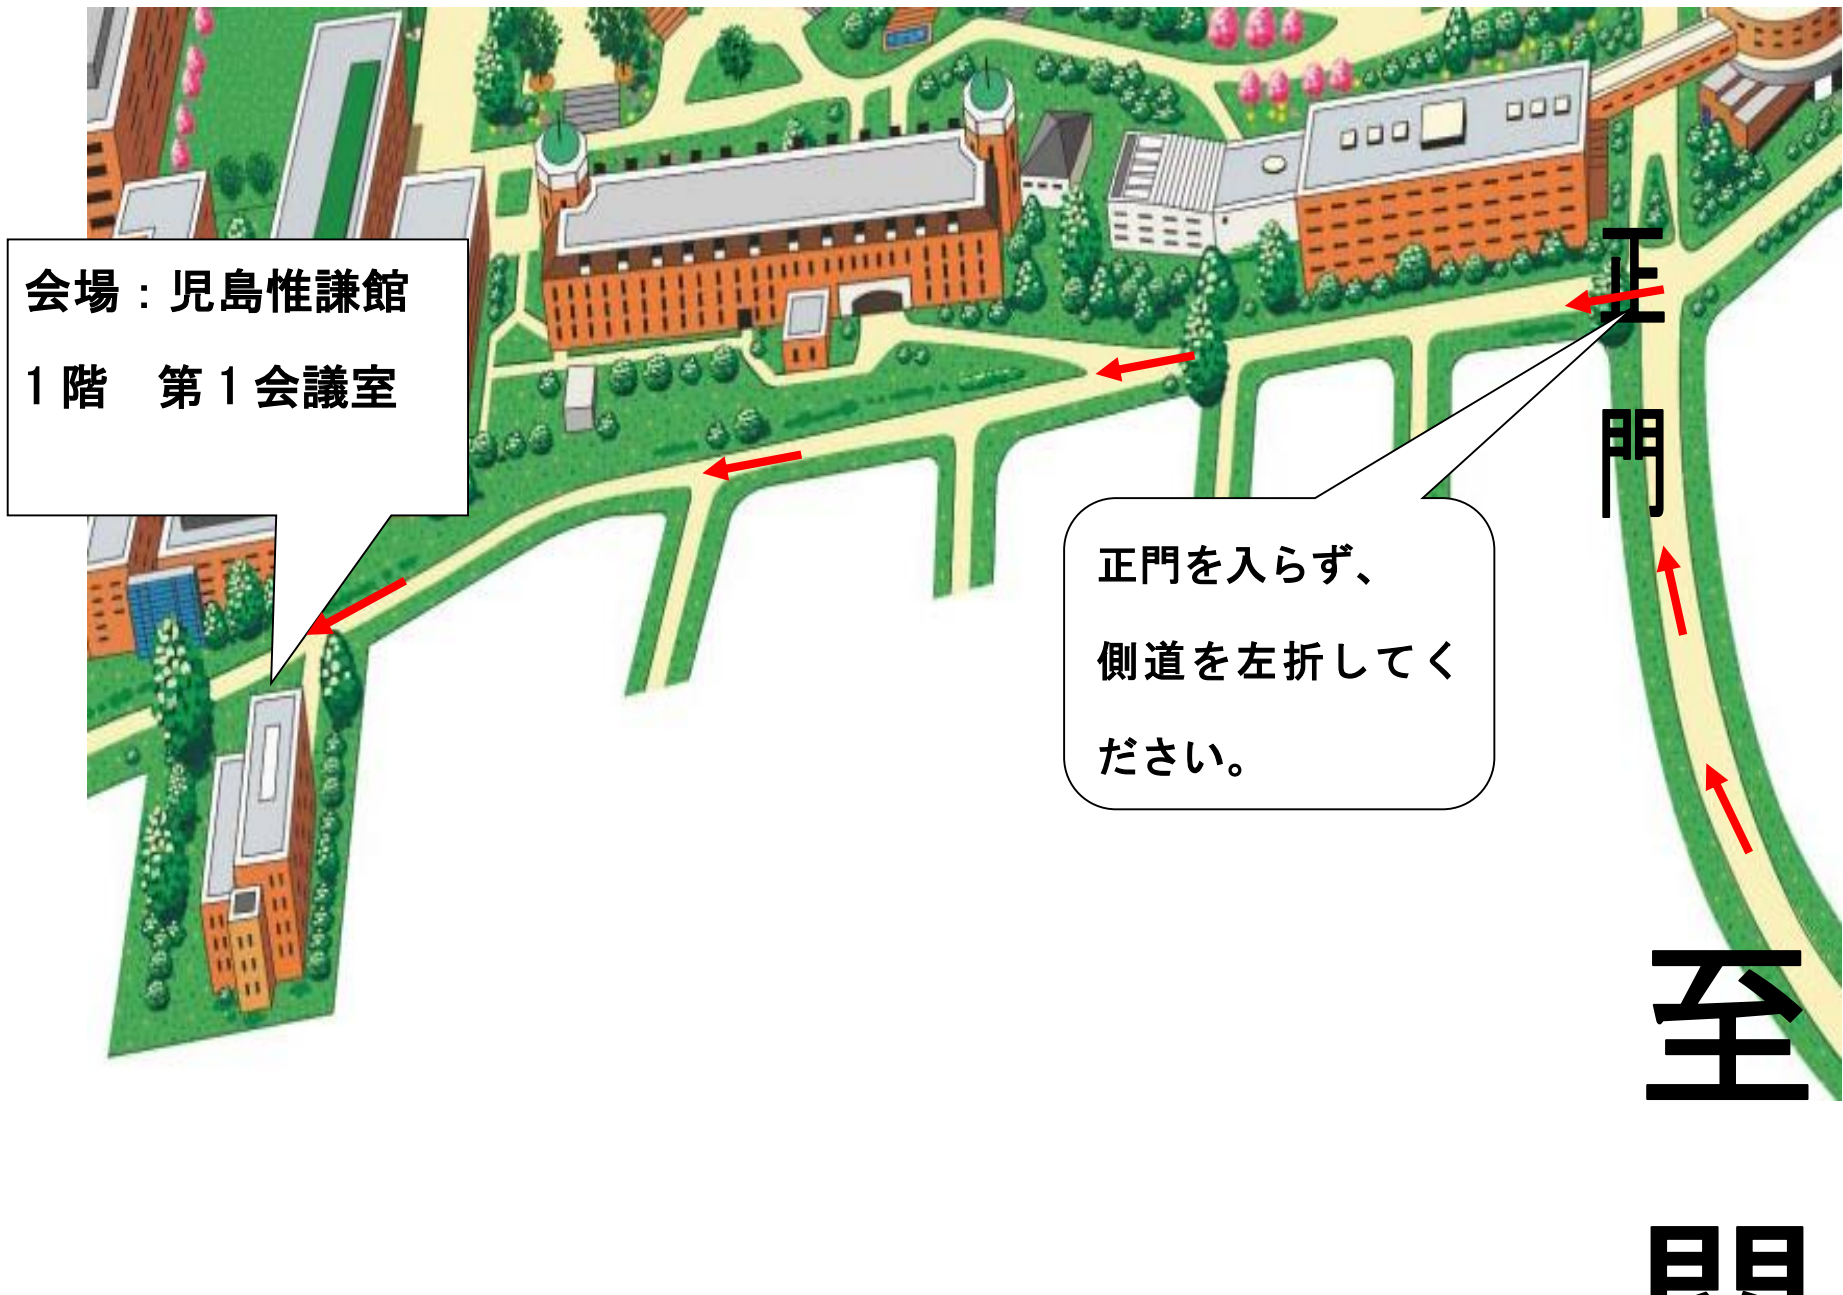 会場：児島惟謙館
１階　第１会議室
正門
正門を入らず、
側道を左折してく
ださい。
至